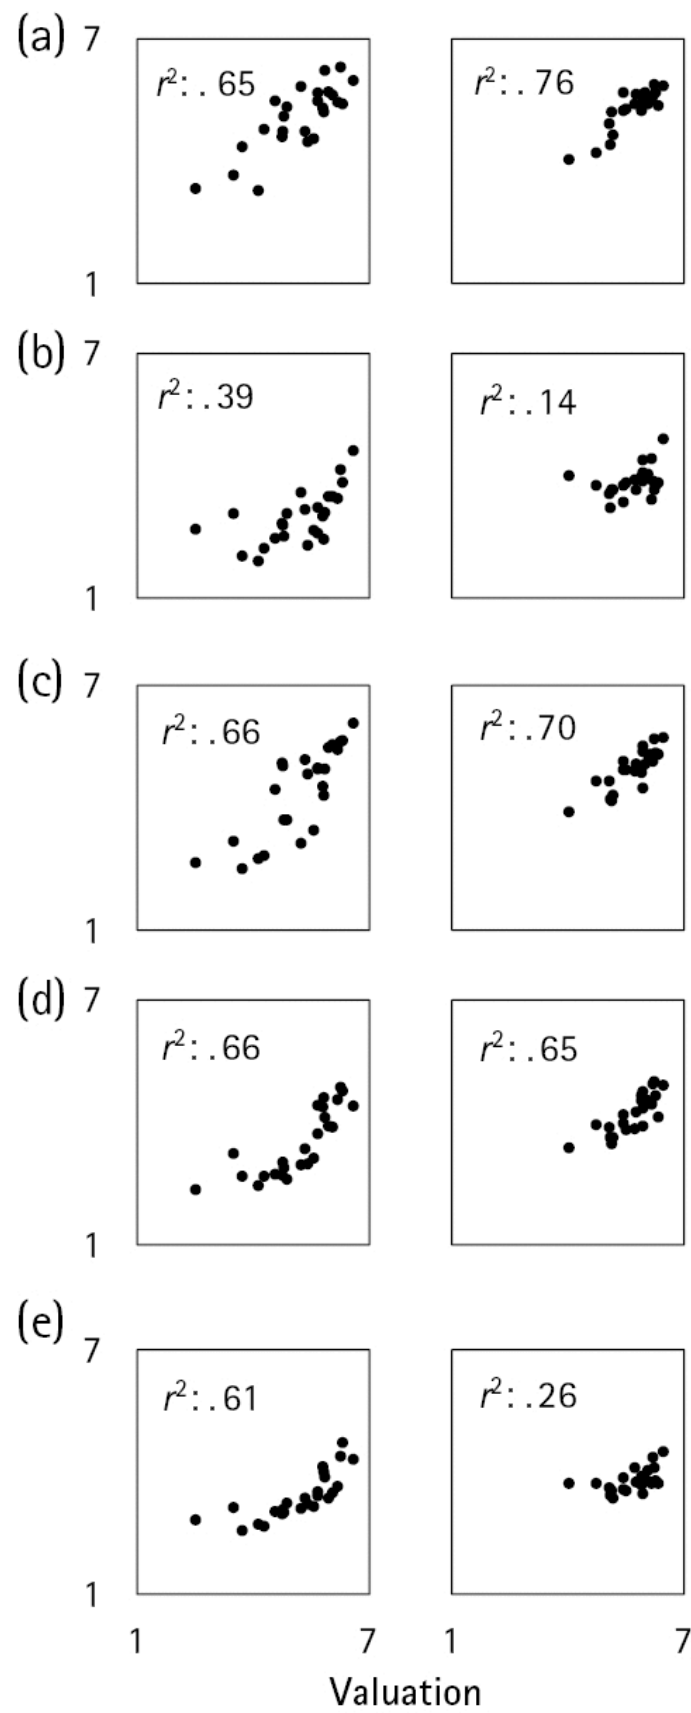 (a) 7
r²: . 65
r²: . 76
1
(b) 7
r²: . 39
r²: . 14
1
(c) 7
r²: . 66
r²: . 70
1
(d) 7
r²: . 66
r²: . 65
1
(e) 7
r²: . 61
r²: . 26
1
1 7 1 7
Valuation